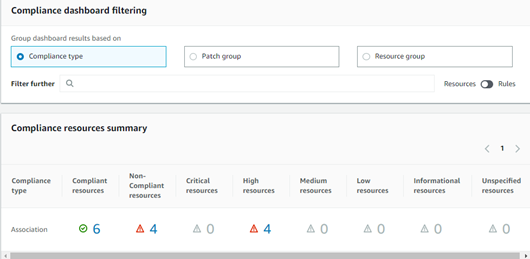 Compliance dashboard filtering
Group dashboard results based on
Compliance type
Patch group
Resource group
Filter further
Resources
Rules
Compliance resources summary
1
Compliance type
Compliant resources
Non-Compliant resources
Critical resources
High resources
Medium resources
Low resources
Informational resources
Unspecified resources
Association
6
4
0
4
0
0
0
0